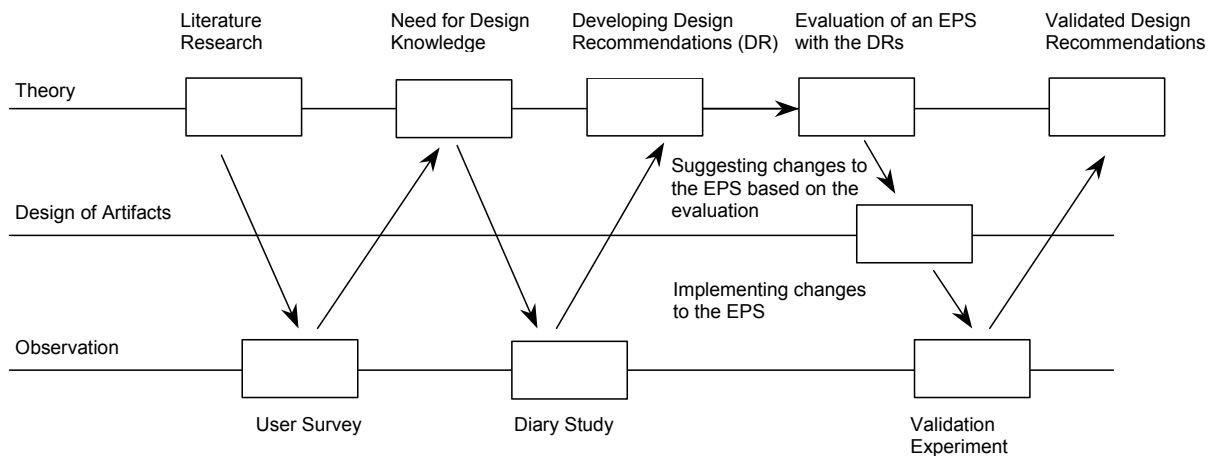 Literature
Research
Need for Design
Knowledge
Developing Design
Recommendations (DR)
Evaluation of an EPS
with the DRs
Validated Design
Recommendations
Theory
Suggesting changes to
the EPS based on the
evaluation
Design of Artifacts
Implementing changes
to the EPS
Observation
User Survey
Diary Study
Validation
Experiment